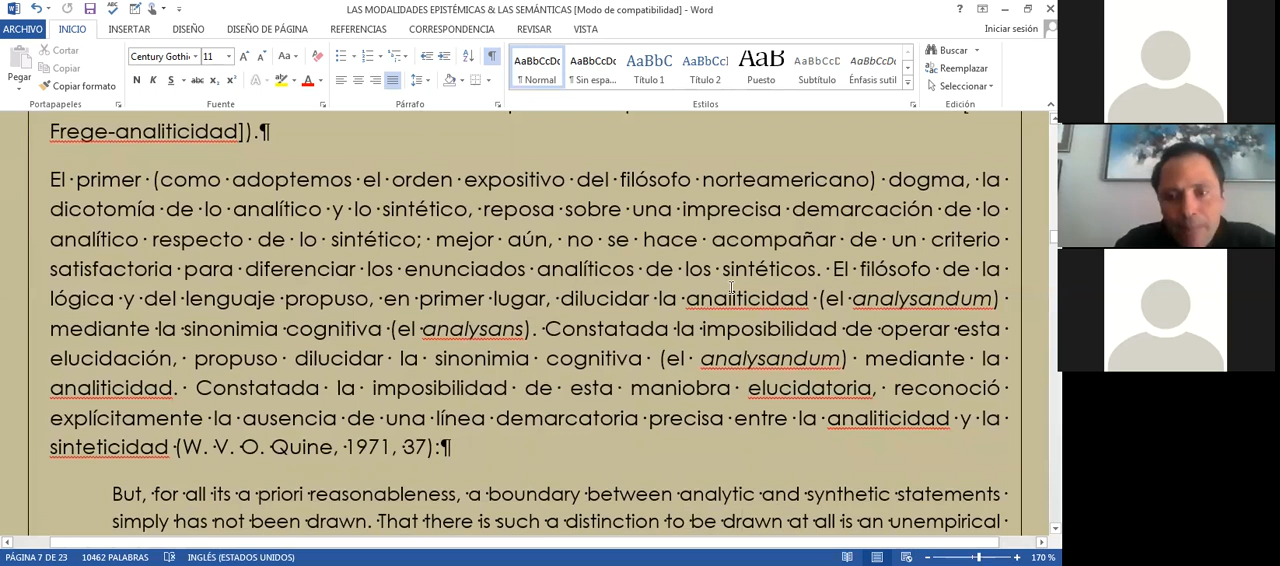 LAS MODALIDADES EPISTÉMICAS & LAS SEMÁNTICAS [Modo de compatibilidad] - Word
ARCHIVO INICIO INSERTAR DISEÑO DISEÑO DE PÁGINA REFERENCIAS CORRESPONDENCIA REVISAR VISTA Iniciar sesión
Cortar
Copiar
Copiar formato
Pegar
Portapapeles
Century Gothi 11
N K S abc x₂ x²
Fuente
Párrafo
AaBbCcDc AaBbCcDc AaBbC AaBbCcl AaB AaBbCcD AaBbCcDc
¶ Normal ¶ Sin espa... Título 1 Título 2 Puesto Subtítulo Énfasis sutil
Estilos
Buscar
Reemplazar
Seleccionar
Edición
Frege-analiticidad]).¶
El·primer·(como·adoptemos·el·orden·expositivo·del·filósofo·norteamericano)·dogma,·la·
dicotomía·de·lo·analítico·y·lo·sintético,·reposa·sobre·una·imprecisa·demarcación·de·lo·
analítico·respecto·de·lo·sintético;·mejor·aún,·no·se·hace·acompañar·de·un·criterio·
satisfactoria·para·diferenciar·los·enunciados·analíticos·de·los·sintéticos.·El·filósofo·de·la·
lógica·y·del·lenguaje·propuso,·en·primer·lugar,·dilucidar·la·analiticidad·(el·analysandum)·
mediante·la·sinonimia·cognitiva·(el·analysans).·Constatada·la·imposibilidad·de·operar·esta·
elucidación,·propuso·dilucidar·la·sinonimia·cognitiva·(el·analysandum)·mediante·la·
analiticidad.·Constatada·la·imposibilidad·de·esta·maniobra·elucidatoria,·reconoció·
explícitamente·la·ausencia·de·una·línea·demarcatoria·precisa·entre·la·analiticidad·y·la·
sinteticidad·(W.·V.·O.·Quine,·1971,·37):¶
But,·for·all·its·a·priori·reasonableness,·a·boundary·between·analytic·and·synthetic·statements·
simply·has·not·been·drawn.·That·there·is·such·a·distinction·to·be·drawn·at·all·is·an·unempirical·
PÁGINA 7 DE 23 10462 PALABRAS INGLÉS (ESTADOS UNIDOS) 170 %